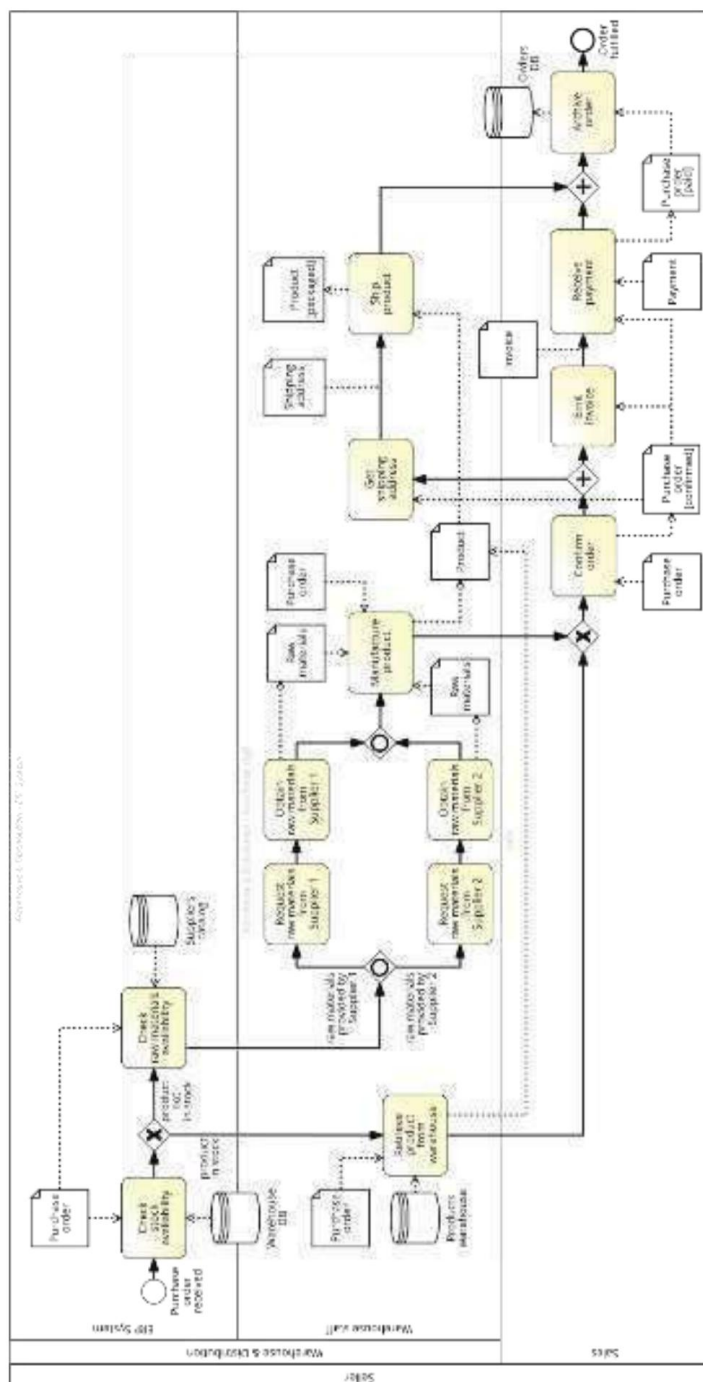 Seller
Warehouse & Distribution
ERP System
Warehouse staff
Sales
Purchase
order
received
Check
stock
availability
Purchase
order
Warehouse
DB
product
in stock
product
not
in stock
Check
raw materials
availability
Suppliers
catalog
Purchase
order
Products
warehouse
Retrieve
product
from
warehouse
raw materials
provided by
Supplier 1
raw materials
provided by
Supplier 2
Request
raw materials
from
Supplier 1
Request
raw materials
from
Supplier 2
Obtain
raw materials
from
Supplier 1
Obtain
raw materials
from
Supplier 2
Raw
materials
Raw
materials
Purchase
order
Manufacture
product
Product
Get
shipping
address
Shipping
address
Ship
product
Product
[packaged]
Purchase
order
Confirm
order
Purchase
order
[confirmed]
Emit
invoice
Invoice
Receive
payment
Payment
Purchase
order
[paid]
Archive
order
Orders
DB
Order
fulfilled